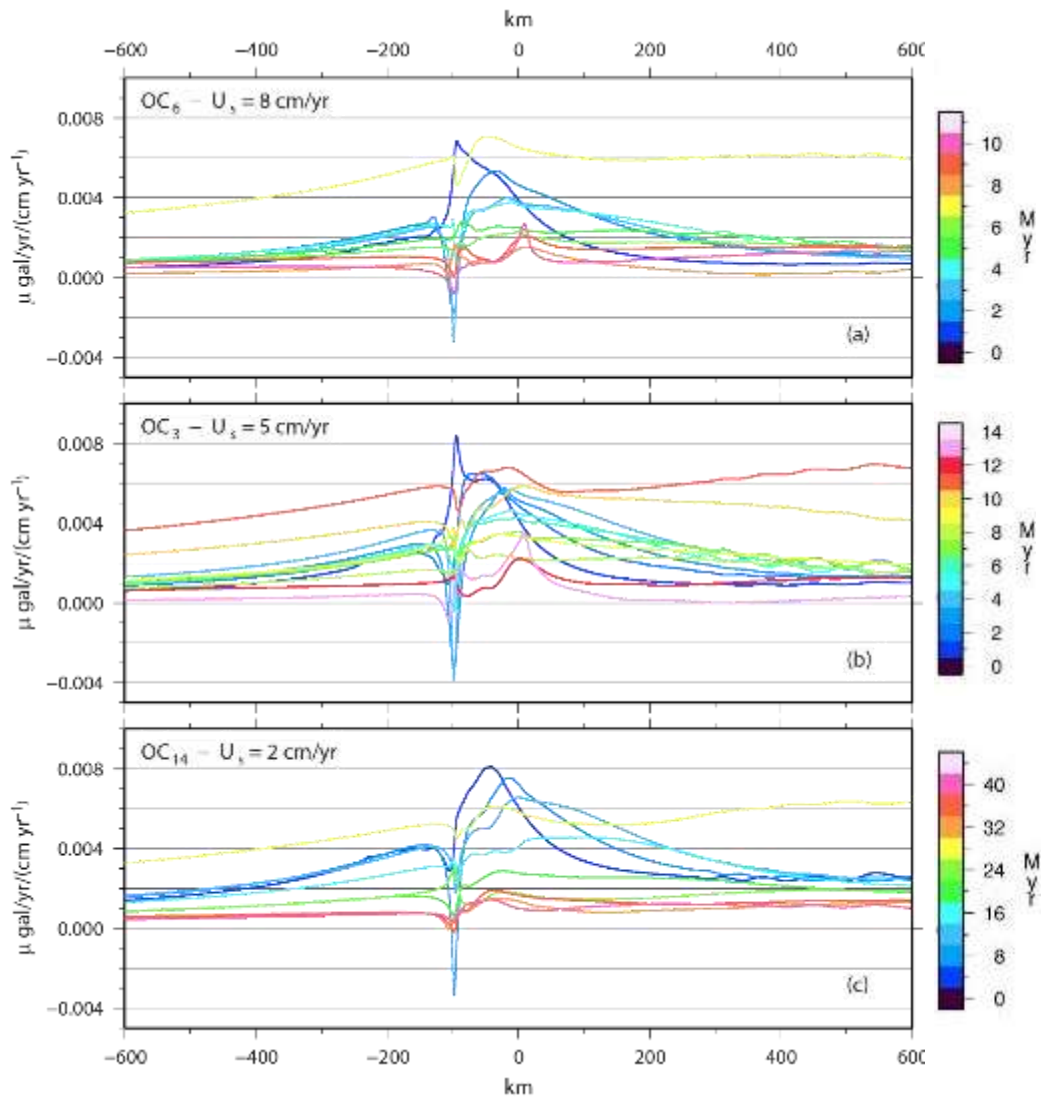 km
−600 −400 −200 0 200 400 600
OC₆ − U ₛ = 8 cm/yr
0.008
0.004
0.000
−0.004
μ gal/yr/(cm yr⁻¹)
(a)
10
8
6
4
2
0
Myr
OC₃ − U ₛ = 5 cm/yr
0.008
0.004
0.000
−0.004
μ gal/yr/(cm yr⁻¹)
(b)
14
12
10
8
6
4
2
0
Myr
OC₁₄ − U ₛ = 2 cm/yr
0.008
0.004
0.000
−0.004
μ gal/yr/(cm yr⁻¹)
(c)
40
32
24
16
8
0
Myr
−600 −400 −200 0 200 400 600
km